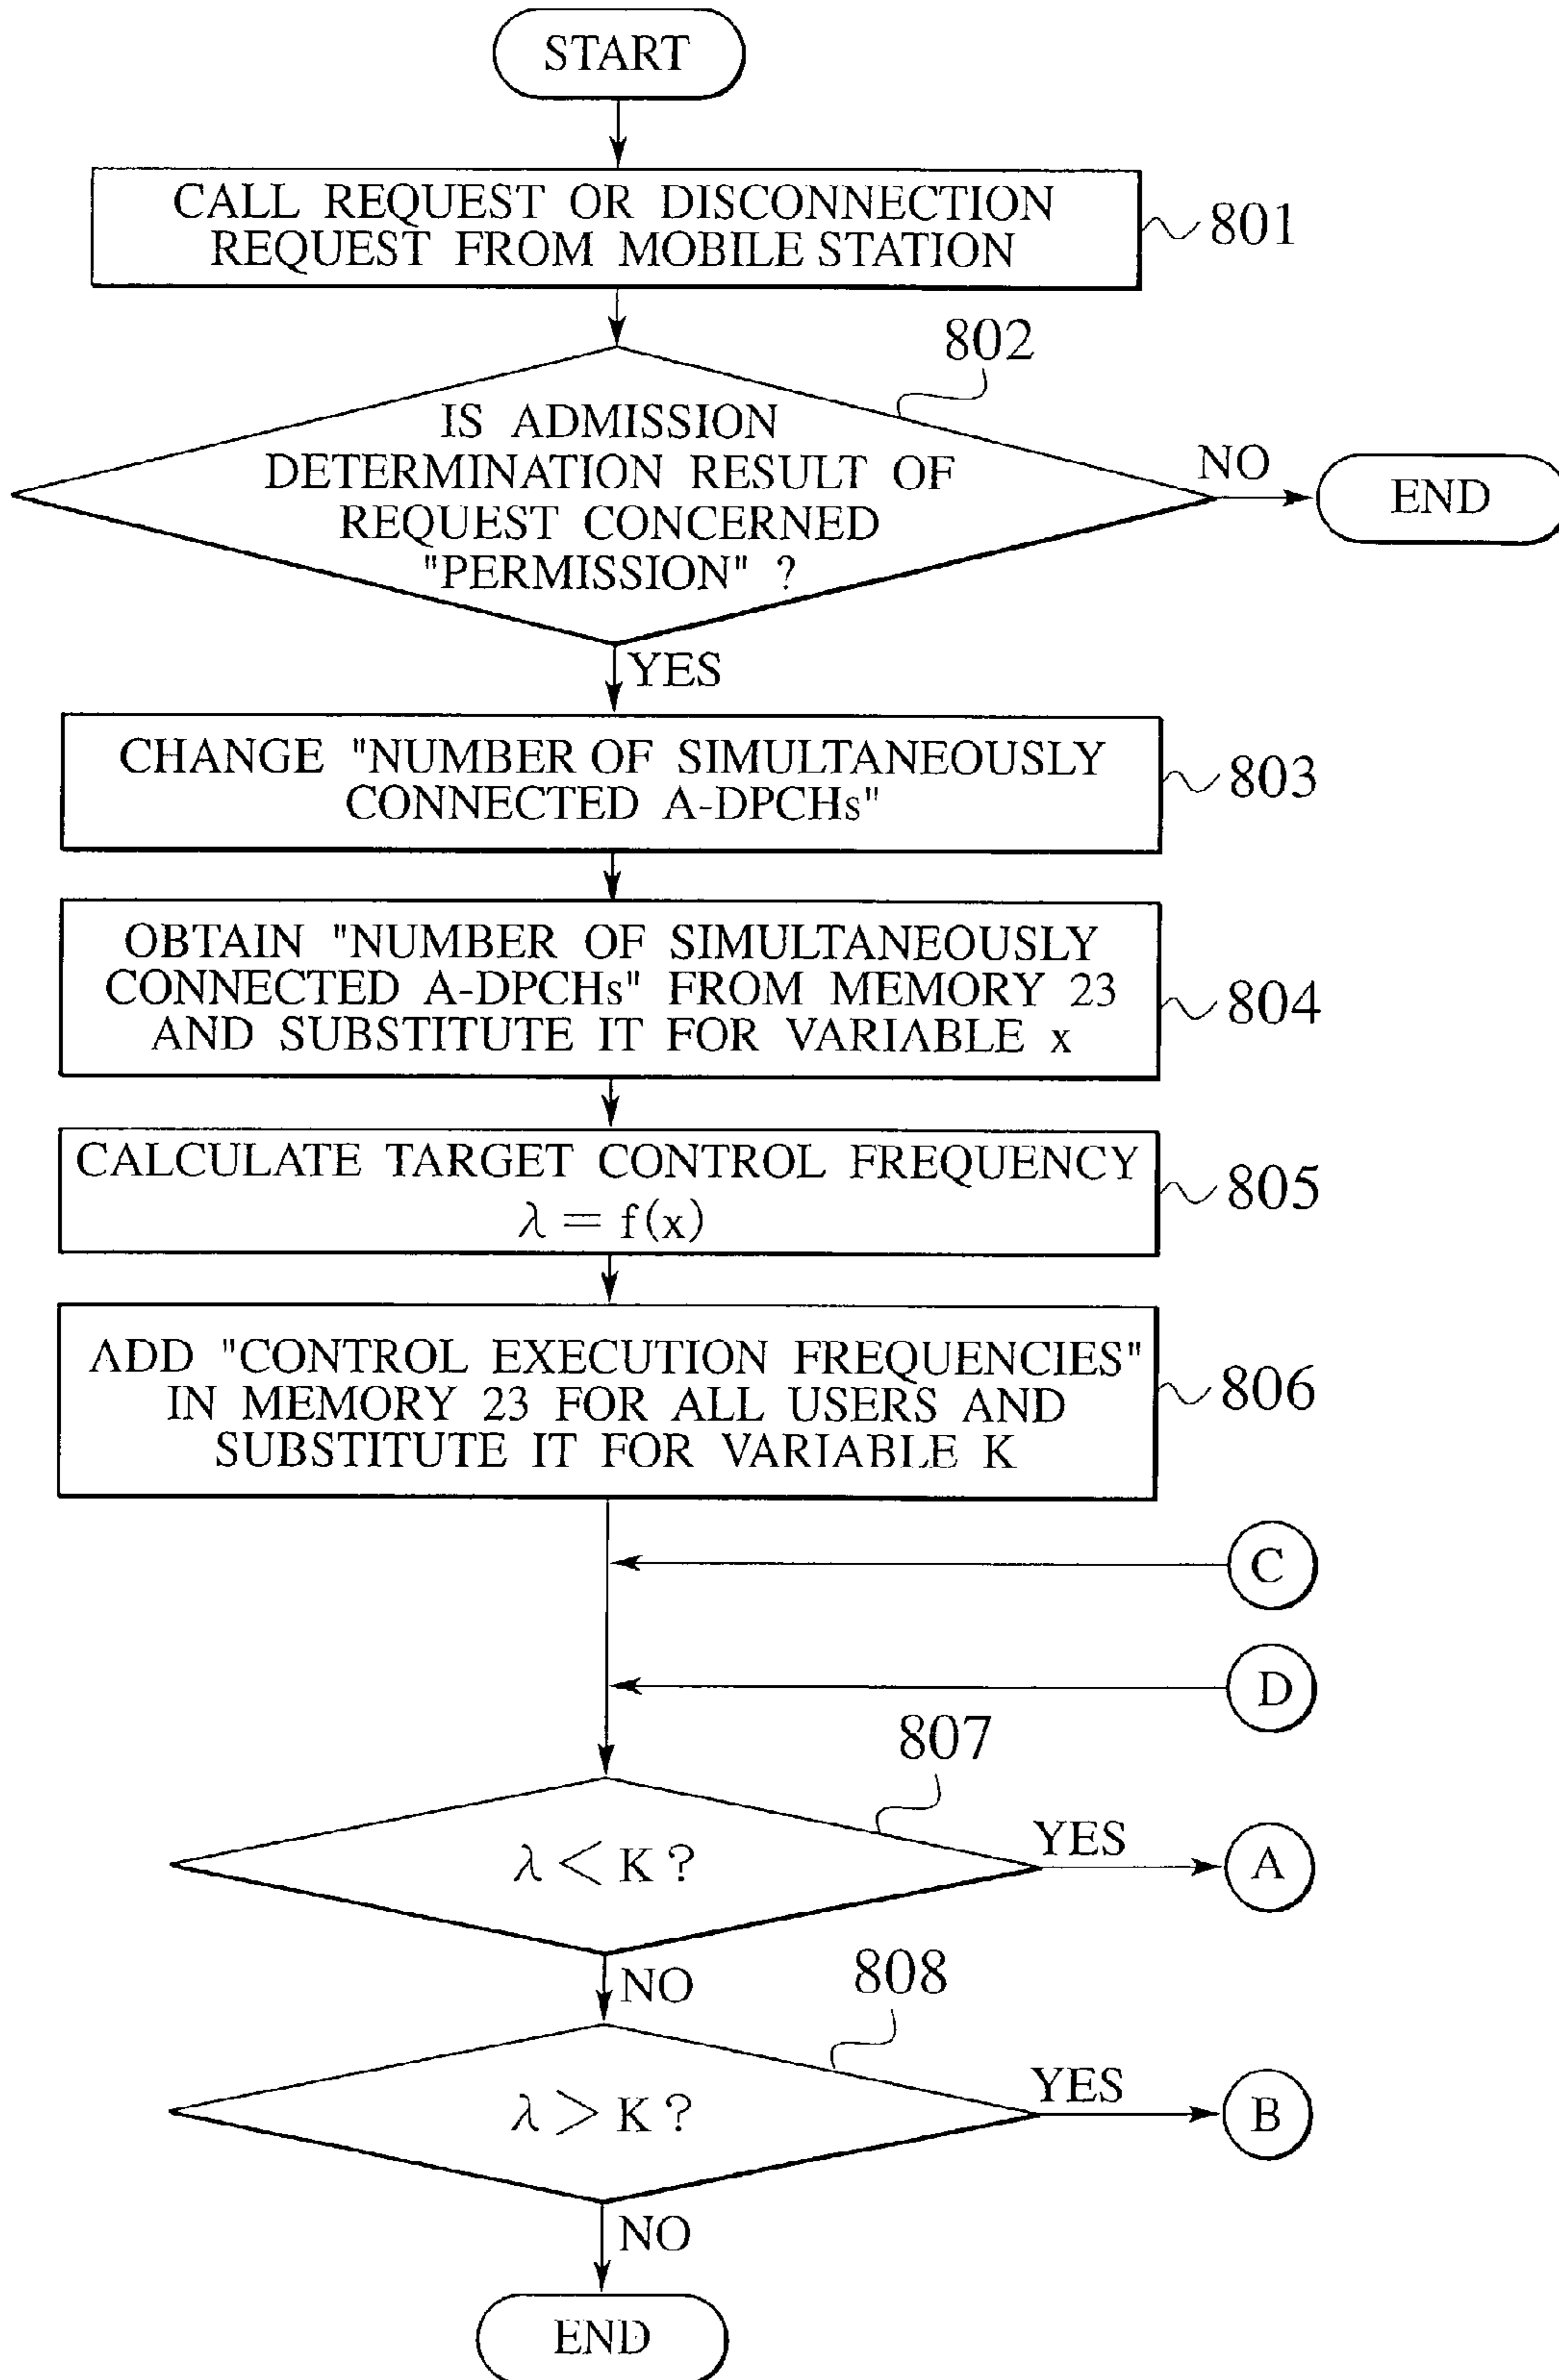 START
CALL REQUEST OR DISCONNECTION
REQUEST FROM MOBILE STATION
801
802
IS ADMISSION
DETERMINATION RESULT OF
REQUEST CONCERNED
"PERMISSION" ?
NO
END
YES
CHANGE "NUMBER OF SIMULTANEOUSLY
CONNECTED A-DPCHs"
803
OBTAIN "NUMBER OF SIMULTANEOUSLY
CONNECTED A-DPCHs" FROM MEMORY 23
AND SUBSTITUTE IT FOR VARIABLE x
804
CALCULATE TARGET CONTROL FREQUENCY
λ = f(x)
805
ADD "CONTROL EXECUTION FREQUENCIES"
IN MEMORY 23 FOR ALL USERS AND
SUBSTITUTE IT FOR VARIABLE K
806
C
D
807
λ < K ?
YES
A
NO
808
λ > K ?
YES
B
NO
END